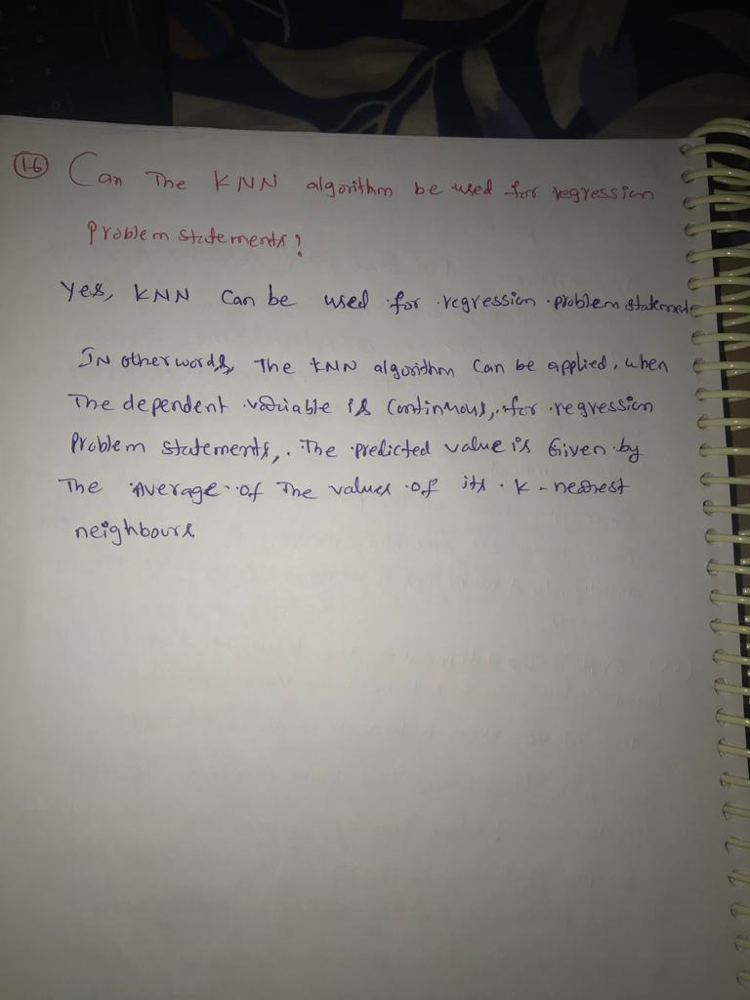 16 Can The KNN algorithm be used for regression
Problem statements?
Yes, KNN Can be used for regression problem statements
IN other words, The KNN algorithm Can be applied, when
The dependent variable is Continuous, for regression
Problem statements, The predicted value is Given by
The Average of The values of its k-nearest
neighbours